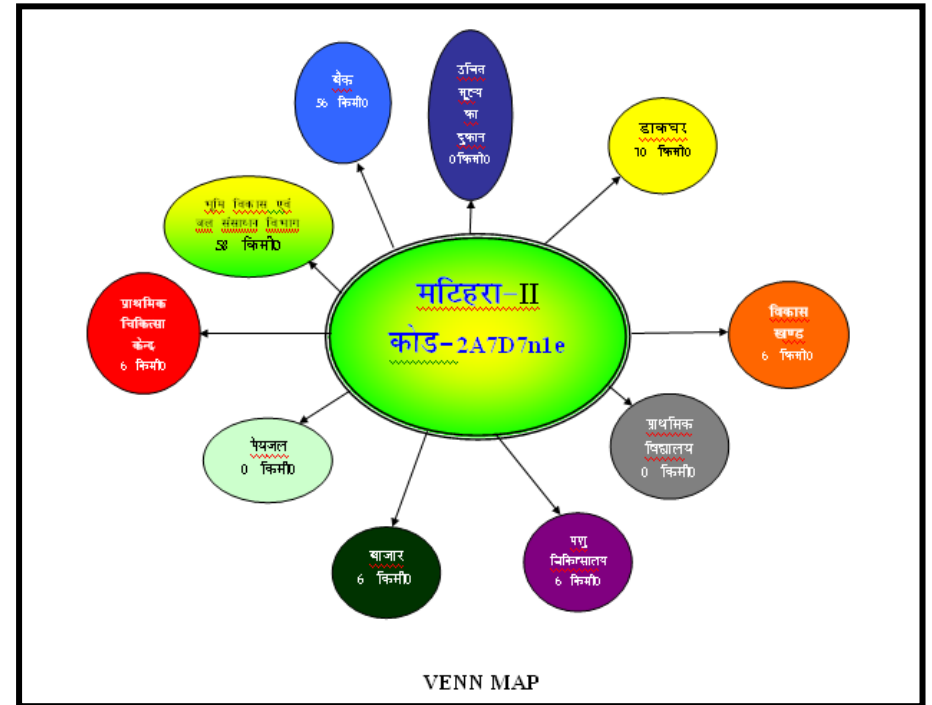 बैंक
56 किमी0
उचित
मूल्य
का
दुकान
0किमी0
डाकघर
10 किमी0
भूमि विकास एवं
जल संसाधन विभाग
58 किमी0
मटिहरा-II
कोड-2A7D7n1e
प्राथमिक
चिकित्सा
केन्द्र
6 किमी0
विकास
खण्ड
6 किमी0
पेयजल
0 किमी0
प्राथमिक
विद्यालय
0 किमी0
बाजार
6 किमी0
पशु
चिकित्सालय
6 किमी0
VENN MAP